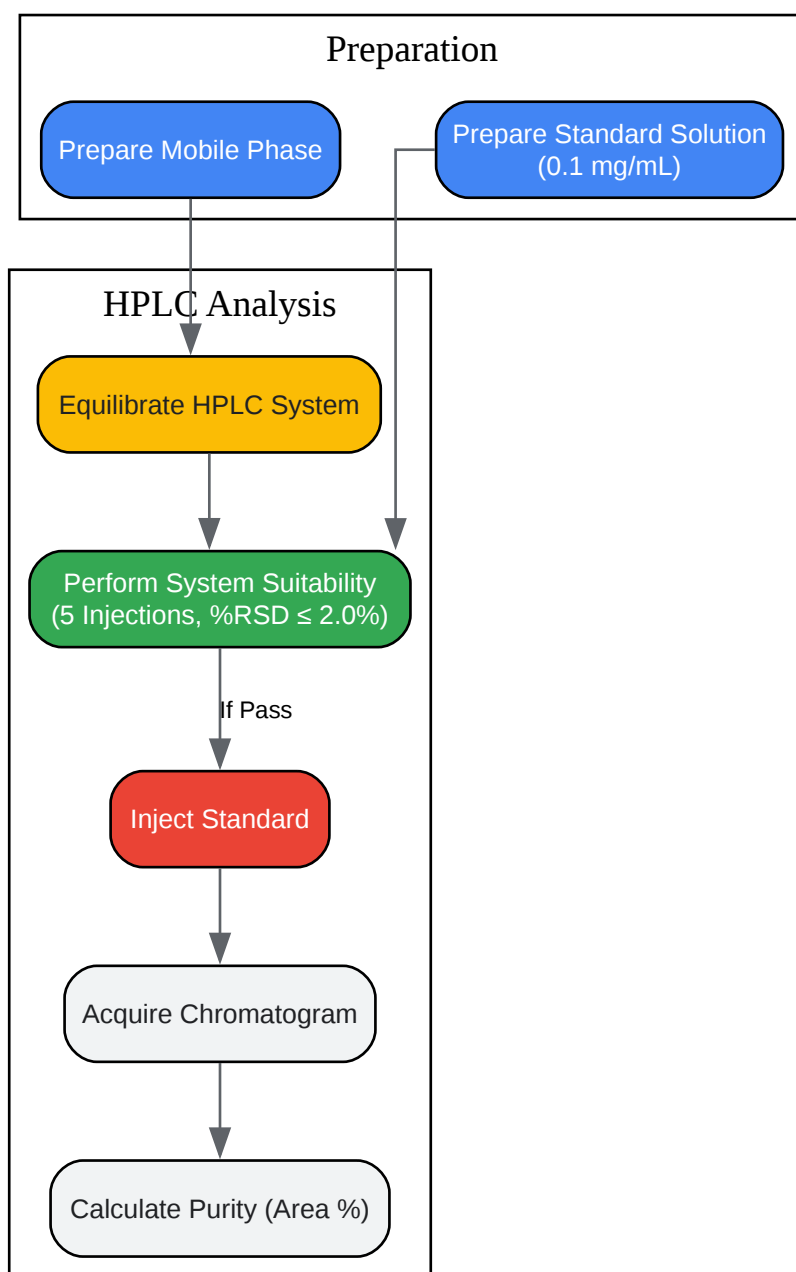 Preparation
Prepare Mobile Phase
Prepare Standard Solution
(0.1 mg/mL)
HPLC Analysis
Equilibrate HPLC System
Perform System Suitability
(5 Injections, %RSD ≤ 2.0%)
If Pass
Inject Standard
Acquire Chromatogram
Calculate Purity (Area %)